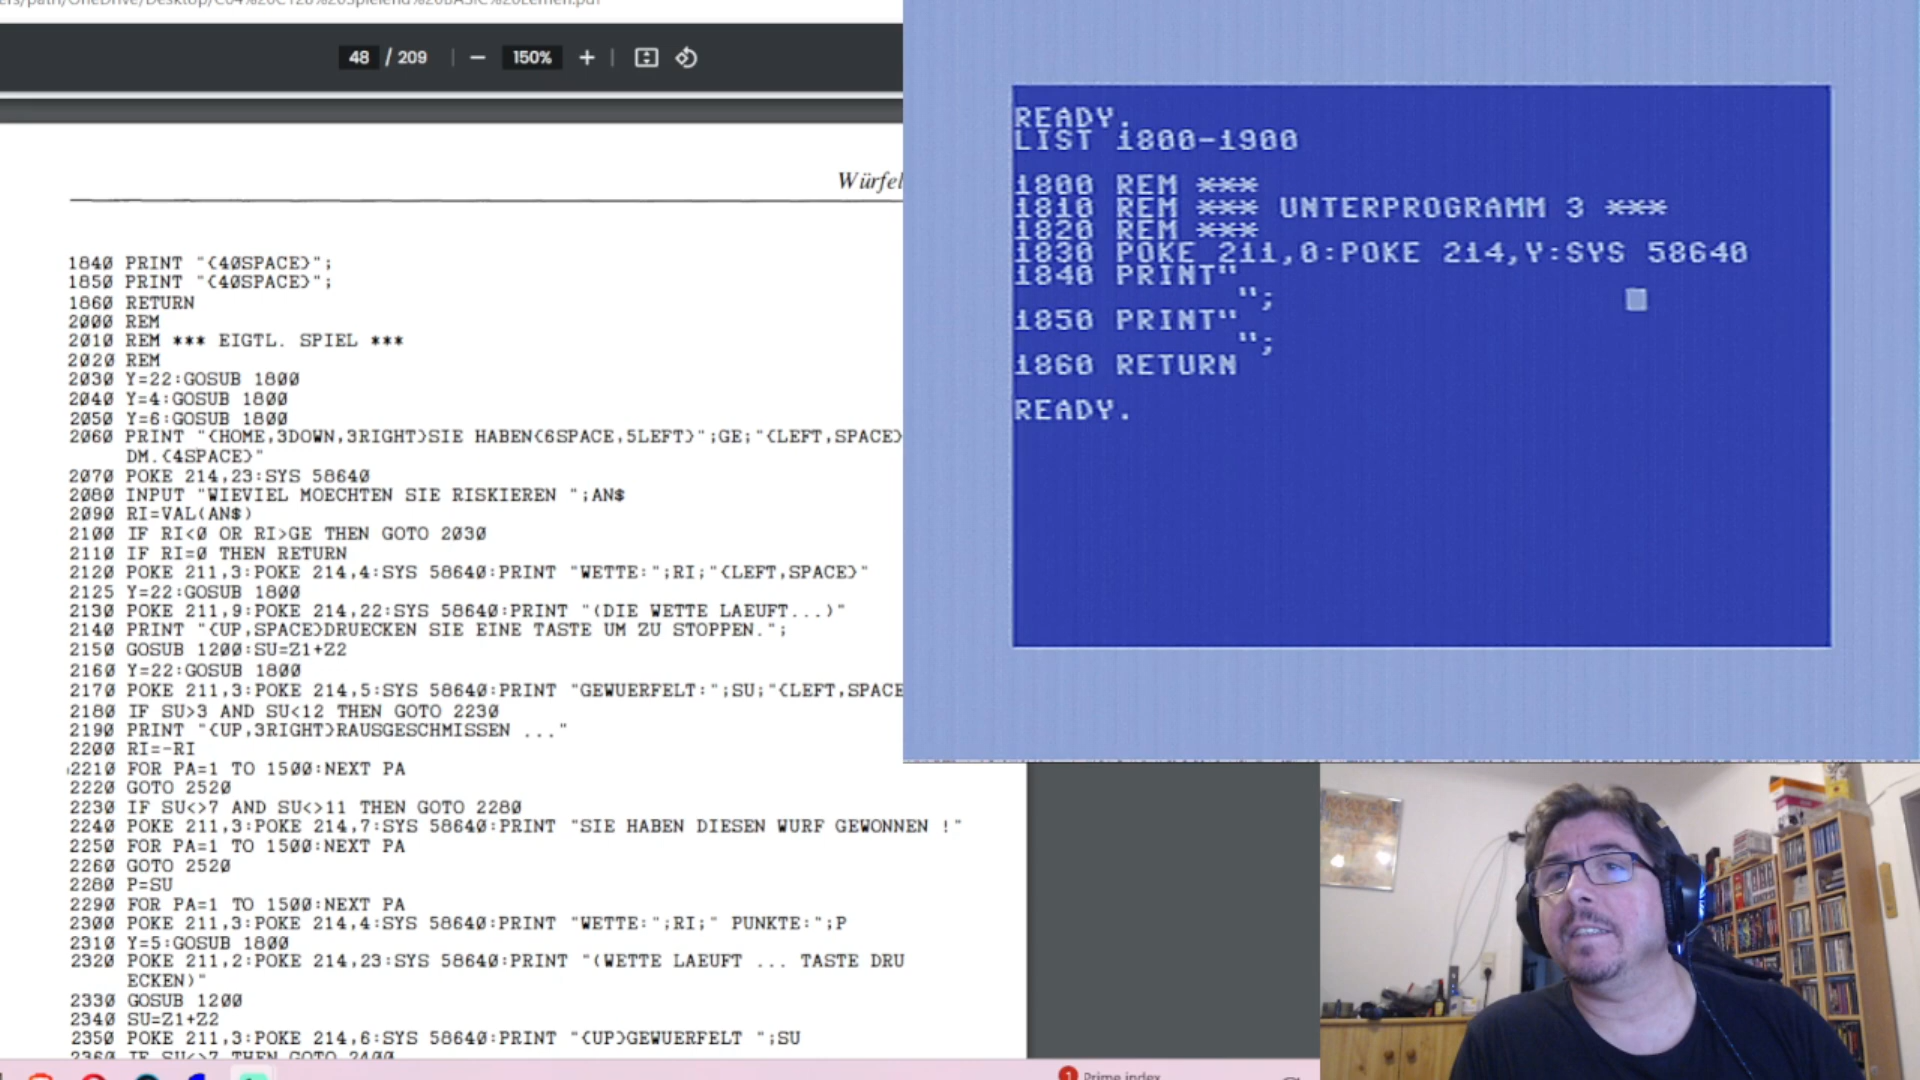 48 / 209
150%
Würfel
1840 PRINT "{40SPACE}";
1850 PRINT "{40SPACE}";
1860 RETURN
2000 REM
2010 REM *** EIGTL. SPIEL ***
2020 REM
2030 Y=22:GOSUB 1800
2040 Y=4:GOSUB 1800
2050 Y=6:GOSUB 1800
2060 PRINT "{HOME,3DOWN,3RIGHT}SIE HABEN{6SPACE,5LEFT}";GE;"{LEFT,SPACE}
DM.{4SPACE}"
2070 POKE 214,23:SYS 58640
2080 INPUT "WIEVIEL MOECHTEN SIE RISKIEREN ";AN$
2090 RI=VAL(AN$)
2100 IF RI<0 OR RI>GE THEN GOTO 2030
2110 IF RI=0 THEN RETURN
2120 POKE 211,3:POKE 214,4:SYS 58640:PRINT "WETTE:";RI;"{LEFT,SPACE}"
2125 Y=22:GOSUB 1800
2130 POKE 211,9:POKE 214,22:SYS 58640:PRINT "(DIE WETTE LAEUFT...)"
2140 PRINT "{UP,SPACE}DRUECKEN SIE EINE TASTE UM ZU STOPPEN.";
2150 GOSUB 1200:SU=Z1+Z2
2160 Y=22:GOSUB 1800
2170 POKE 211,3:POKE 214,5:SYS 58640:PRINT "GEWUERFELT:";SU;"{LEFT,SPACE
2180 IF SU>3 AND SU<12 THEN GOTO 2230
2190 PRINT "{UP,3RIGHT}RAUSGESCHMISSEN ..."
2200 RI=-RI
2210 FOR PA=1 TO 1500:NEXT PA
2220 GOTO 2520
2230 IF SU<>7 AND SU<>11 THEN GOTO 2280
2240 POKE 211,3:POKE 214,7:SYS 58640:PRINT "SIE HABEN DIESEN WURF GEWONNEN !"
2250 FOR PA=1 TO 1500:NEXT PA
2260 GOTO 2520
2280 P=SU
2290 FOR PA=1 TO 1500:NEXT PA
2300 POKE 211,3:POKE 214,4:SYS 58640:PRINT "WETTE:";RI;" PUNKTE:";P
2310 Y=5:GOSUB 1800
2320 POKE 211,2:POKE 214,23:SYS 58640:PRINT "(WETTE LAEUFT ... TASTE DRU
ECKEN)"
2330 GOSUB 1200
2340 SU=Z1+Z2
2350 POKE 211,3:POKE 214,6:SYS 58640:PRINT "{UP}GEWUERFELT ";SU
2360 IF SU<>7 THEN GOTO 2400
READY.
LIST 1800-1900
1800 REM ***
1810 REM *** UNTERPROGRAMM 3 ***
1820 REM ***
1830 POKE 211,0:POKE 214,Y:SYS 58640
1840 PRINT"
";
1850 PRINT"
";
1860 RETURN
READY.
1 Prime index